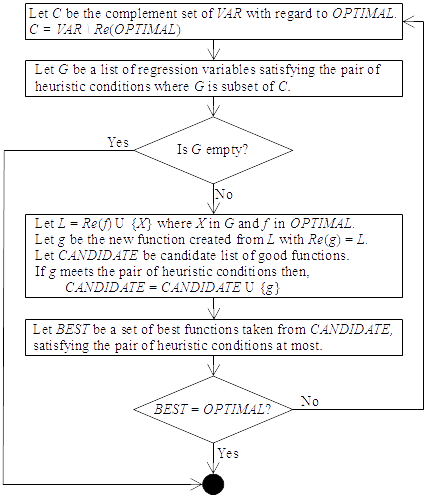 Let C be the complement set of VAR with regard to OPTIMAL.
C = VAR \ Re(OPTIMAL)
Let G be a list of regression variables satisfying the pair of
heuristic conditions where G is subset of C.
Yes
Is G empty?
No
Let L = Re(f) U {X} where X in G and f in OPTIMAL.
Let g be the new function created from L with Re(g) = L.
Let CANDIDATE be candidate list of good functions.
If g meets the pair of heuristic conditions then,
CANDIDATE = CANDIDATE U {g}
Let BEST be a set of best functions taken from CANDIDATE,
satisfying the pair of heuristic conditions at most.
BEST = OPTIMAL?
No
Yes